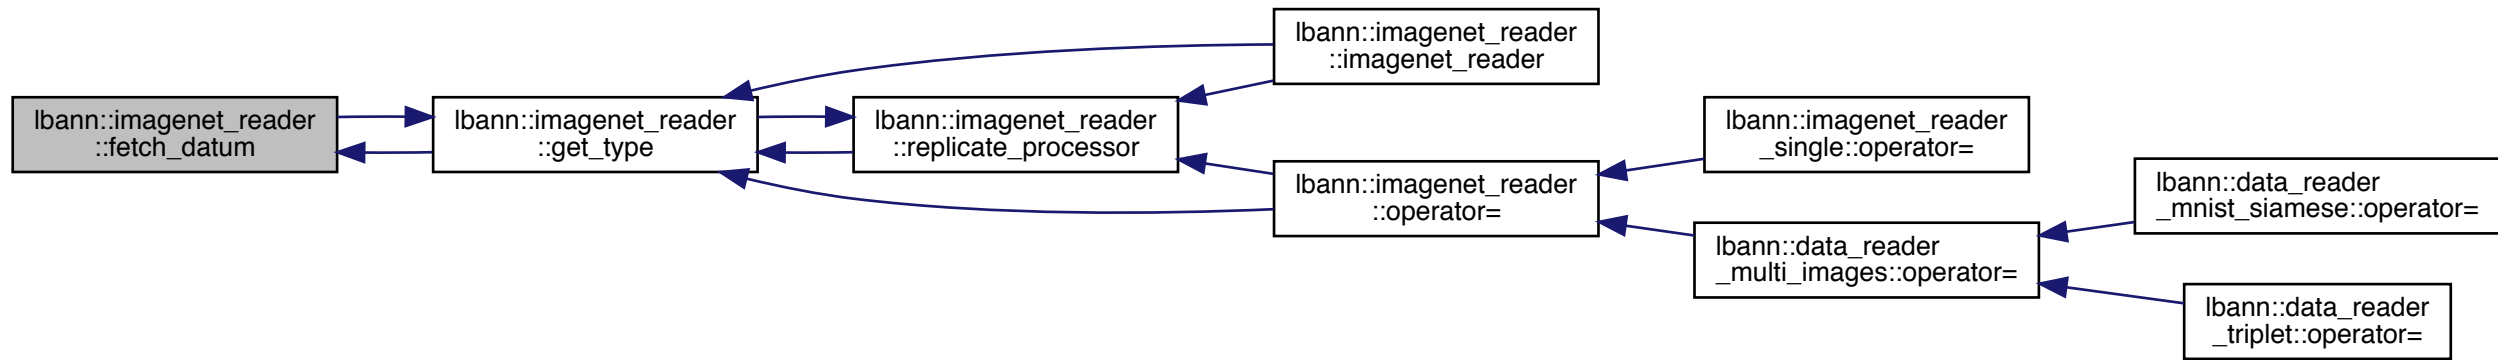 lbann::imagenet_reader
::fetch_datum
lbann::imagenet_reader
::get_type
lbann::imagenet_reader
::replicate_processor
lbann::imagenet_reader
::imagenet_reader
lbann::imagenet_reader
::operator=
lbann::imagenet_reader
_single::operator=
lbann::data_reader
_multi_images::operator=
lbann::data_reader
_mnist_siamese::operator=
lbann::data_reader
_triplet::operator=